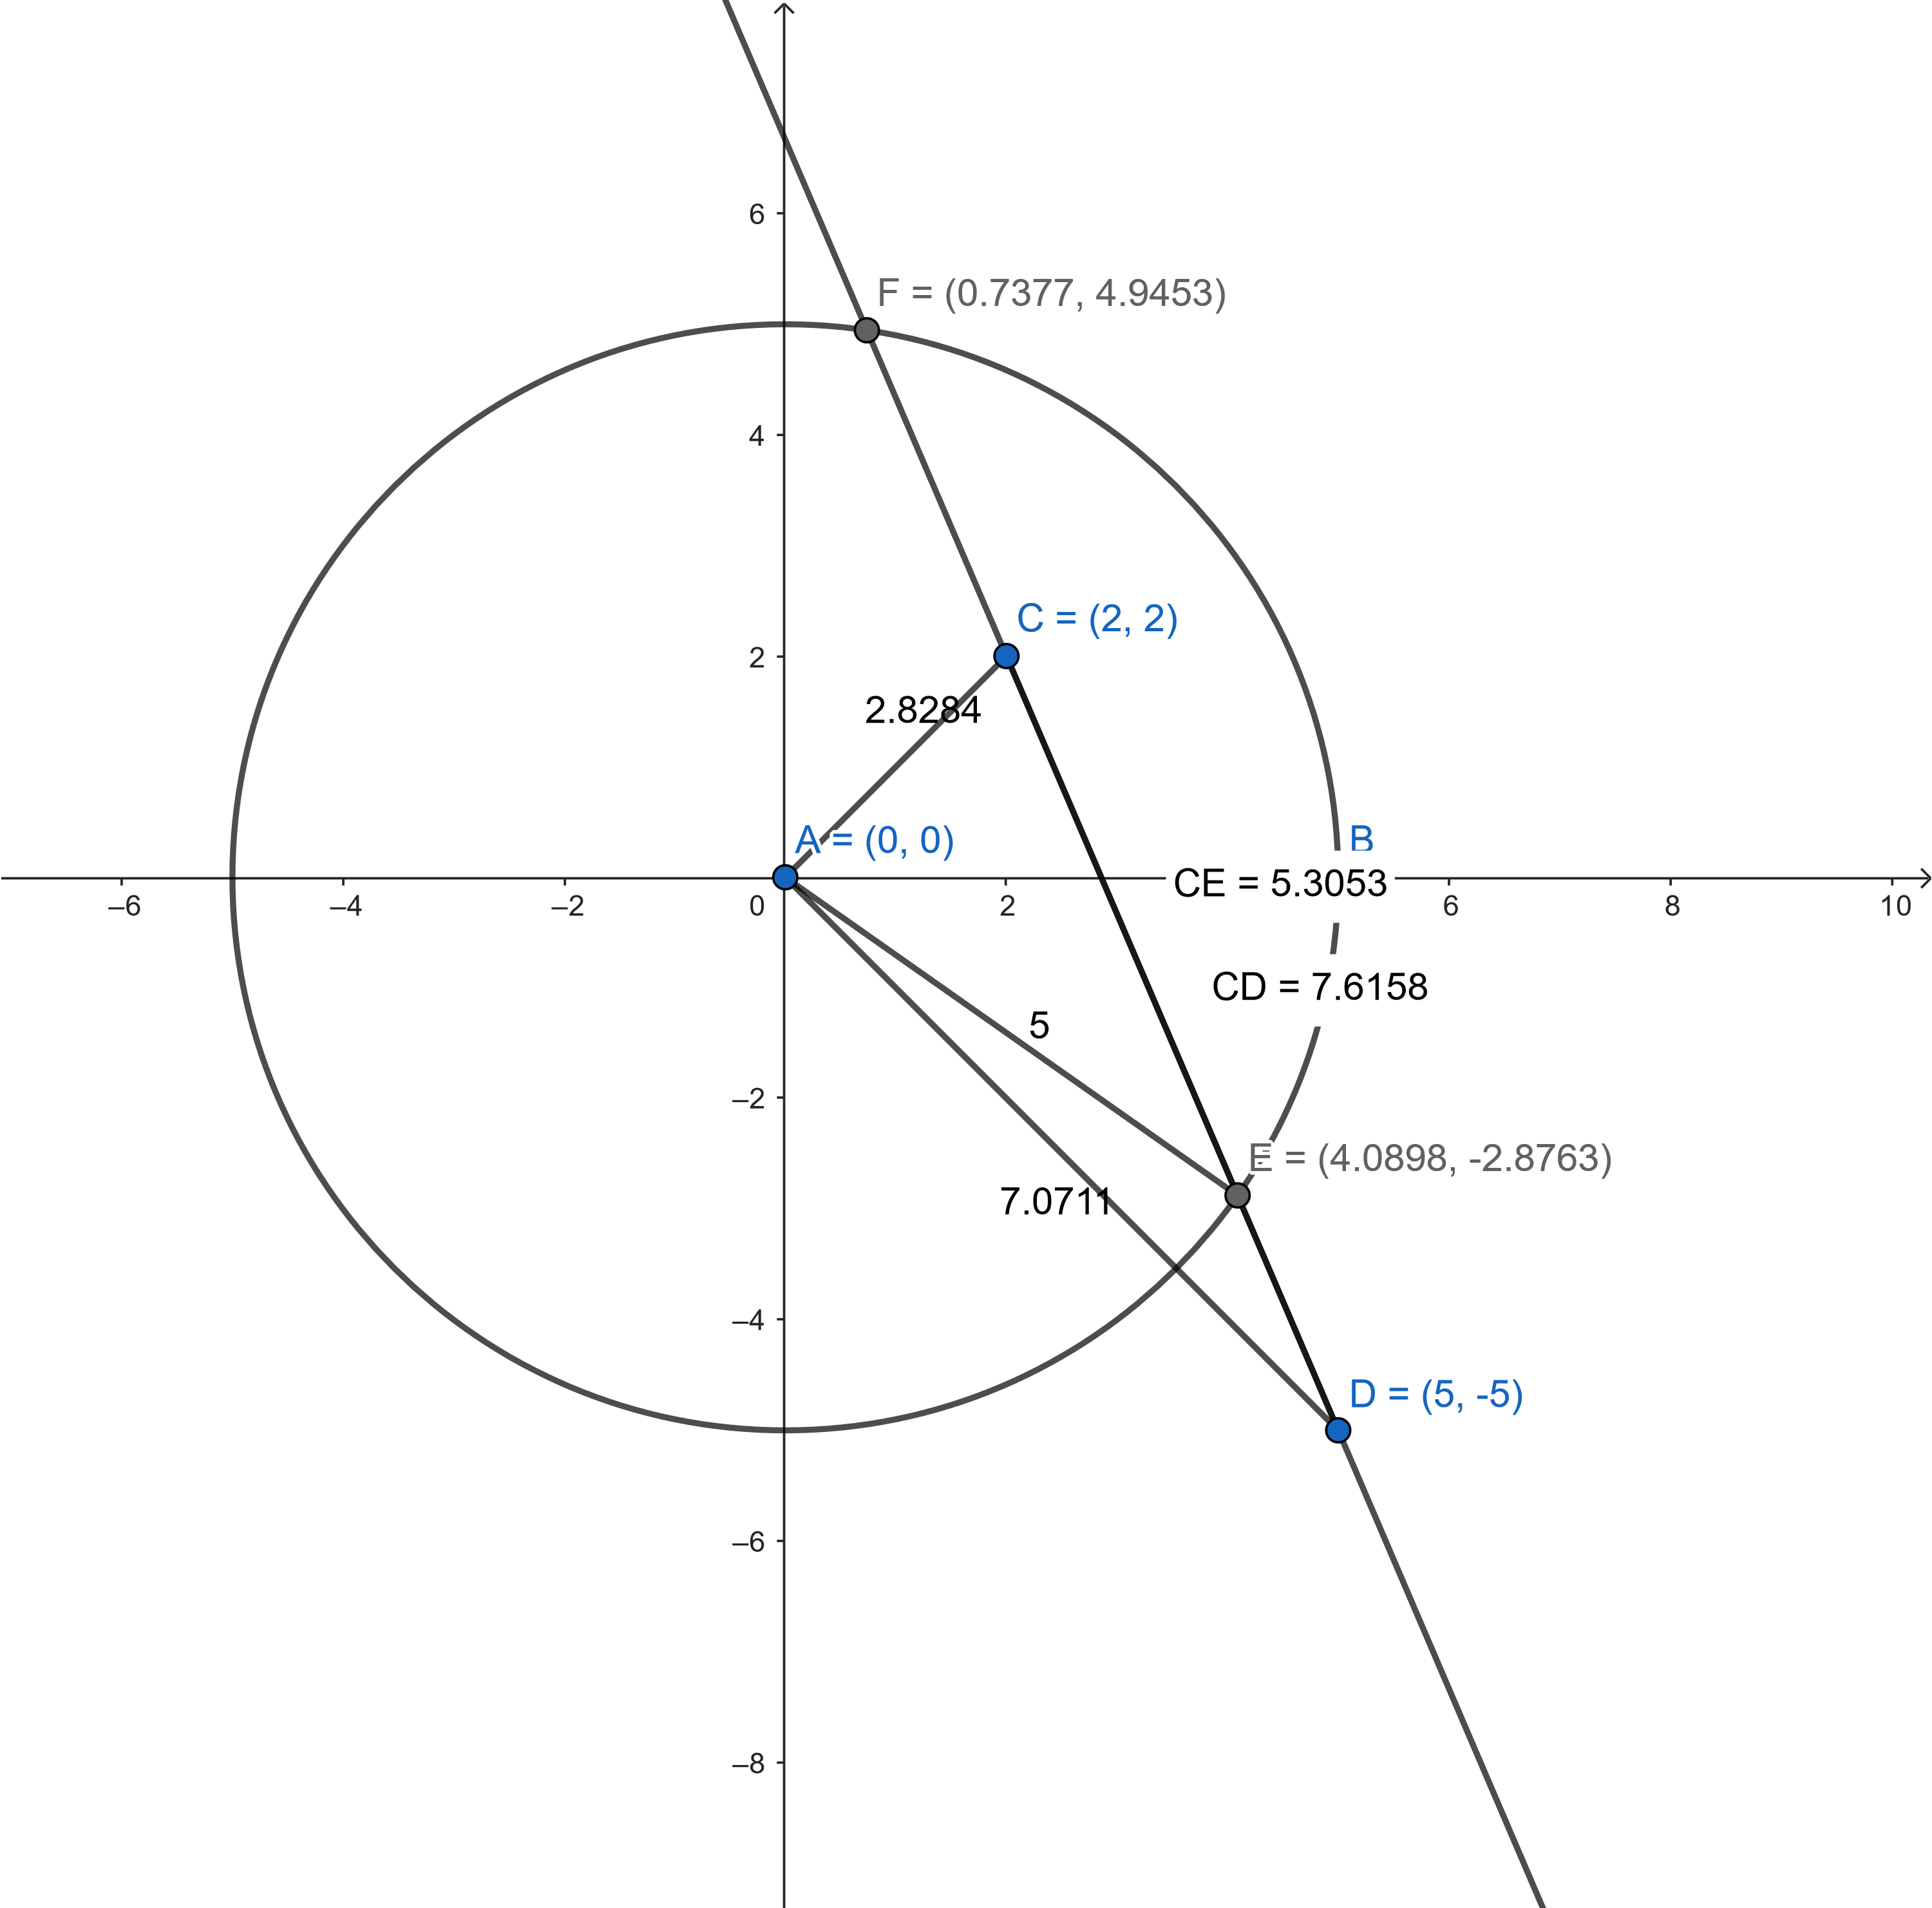 6
F = (0.7377, 4.9453)
4
C = (2, 2)
2
2.8284
A = (0, 0)
B
CE = 5.3053
–6
–4
–2
0
2
6
8
10
CD = 7.6158
5
–2
E = (4.0898, -2.8763)
7.0711
–4
D = (5, -5)
–6
–8